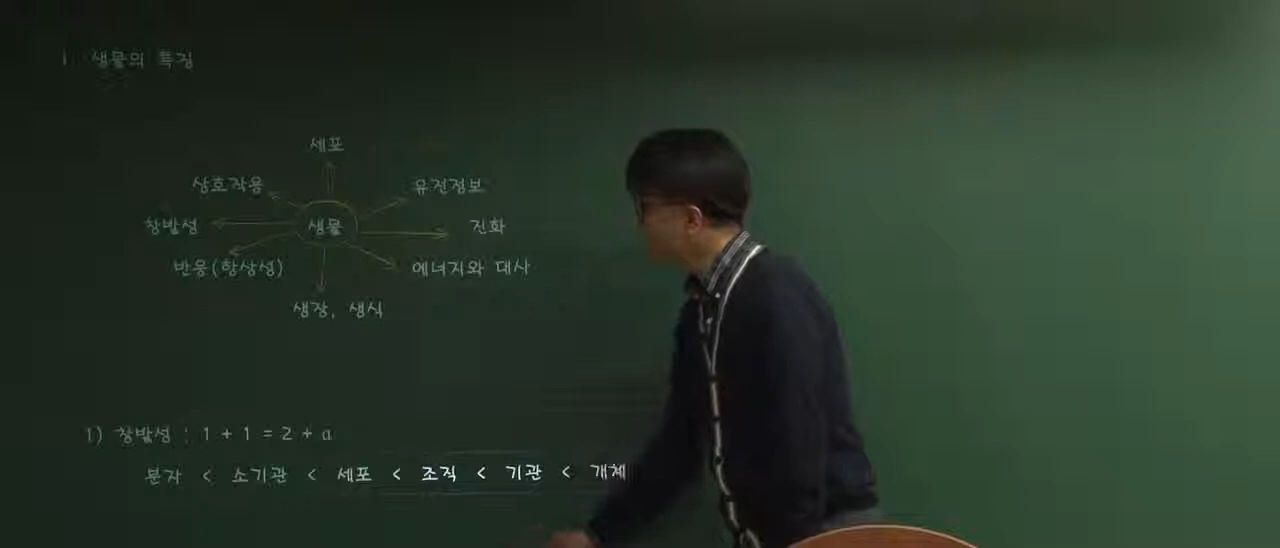 1. 생물의 특징
세포
상호작용
유전정보
창발성
생물
진화
반응(항상성)
에너지와 대사
생장, 생식
1) 창발성 : 1 + 1 = 2 + α
분자 < 소기관 < 세포 < 조직 < 기관 < 개체